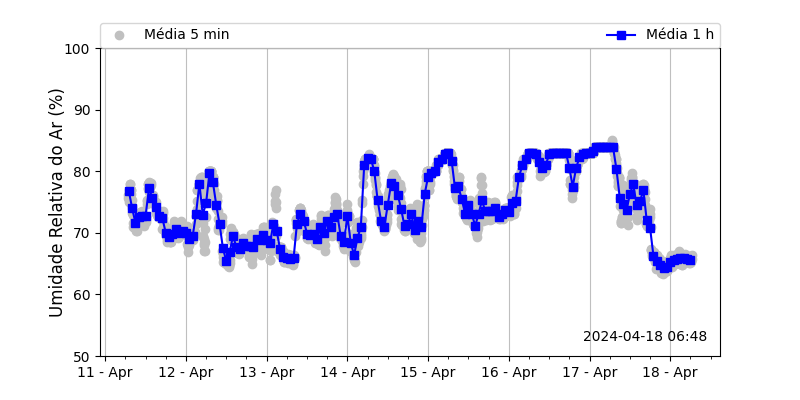 Média 5 min
Média 1 h
Umidade Relativa do Ar (%)
100
90
80
70
60
50
2024-04-18 06:48
11 - Apr
12 - Apr
13 - Apr
14 - Apr
15 - Apr
16 - Apr
17 - Apr
18 - Apr